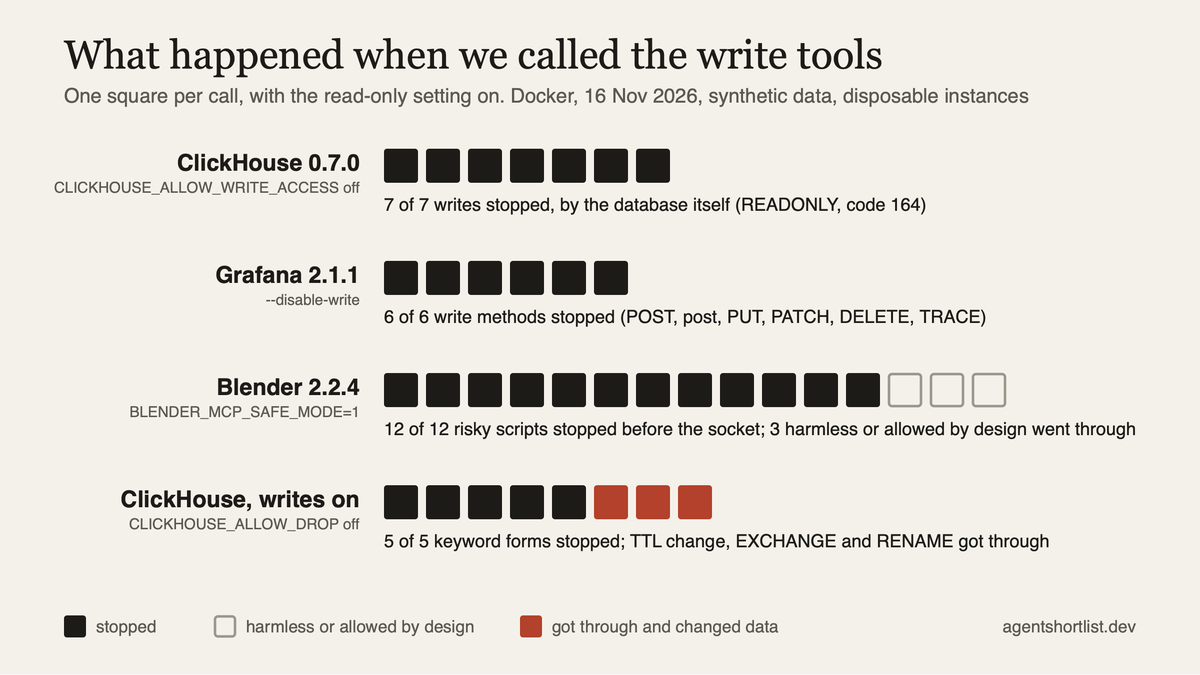 What happened when we called the write tools
One square per call, with the read-only setting on. Docker, 16 Nov 2026, synthetic data, disposable instances
ClickHouse 0.7.0
CLICKHOUSE_ALLOW_WRITE_ACCESS off
7 of 7 writes stopped, by the database itself (READONLY, code 164)
Grafana 2.1.1
--disable-write
6 of 6 write methods stopped (POST, post, PUT, PATCH, DELETE, TRACE)
Blender 2.2.4
BLENDER_MCP_SAFE_MODE=1
12 of 12 risky scripts stopped before the socket; 3 harmless or allowed by design went through
ClickHouse, writes on
CLICKHOUSE_ALLOW_DROP off
5 of 5 keyword forms stopped; TTL change, EXCHANGE and RENAME got through
stopped
harmless or allowed by design
got through and changed data
agentshortlist.dev